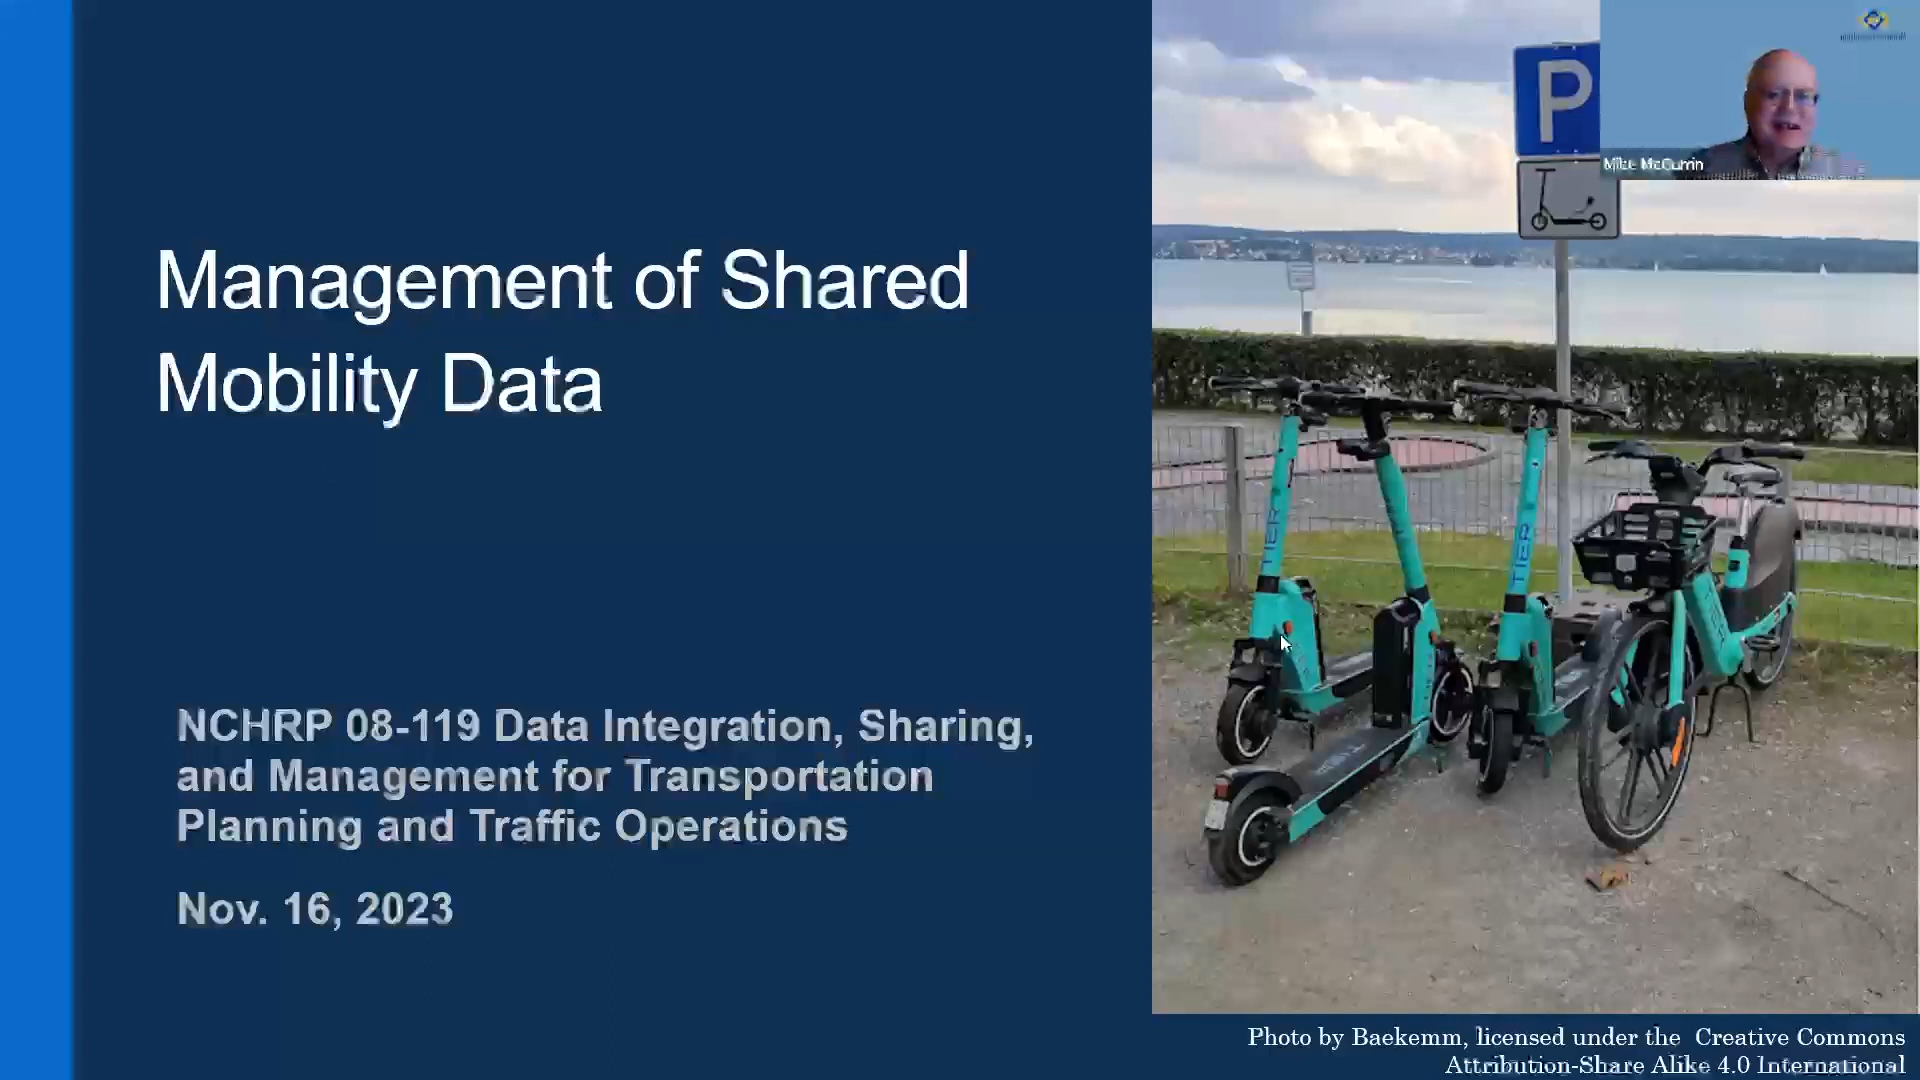 Management of Shared
Mobility Data
NCHRP 08-119 Data Integration, Sharing,
and Management for Transportation
Planning and Traffic Operations
Nov. 16, 2023
P
TIER
TIER
Photo by Baekemm, licensed under the Creative Commons
Attribution-Share Alike 4.0 International